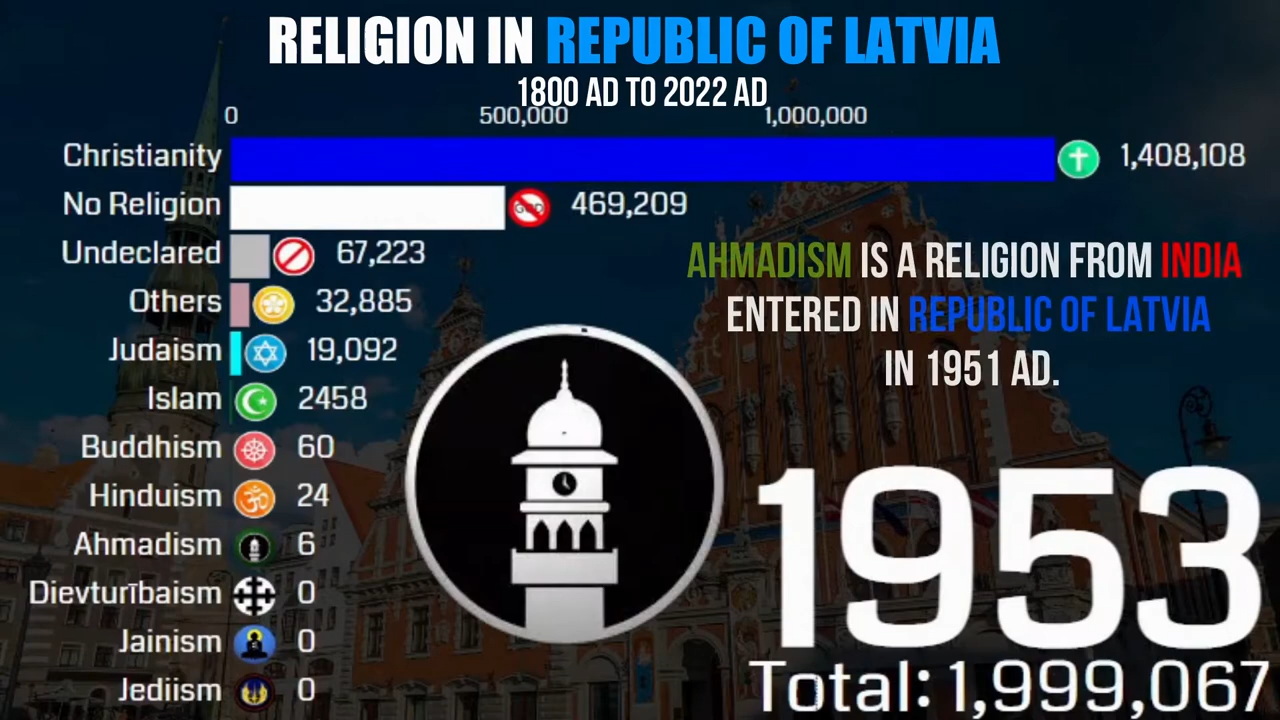 RELIGION IN REPUBLIC OF LATVIA
1800 AD TO 2022 AD
0 500,000 1,000,000
Christianity 1,408,108
No Religion 469,209
Undeclared 67,223
Others 32,885
Judaism 19,092
Islam 2458
Buddhism 60
Hinduism 24
Ahmadism 6
Dievturībaism 0
Jainism 0
Jediism 0
AHMADISM IS A RELIGION FROM INDIA
ENTERED IN REPUBLIC OF LATVIA
IN 1951 AD.
1953
Total: 1,999,067